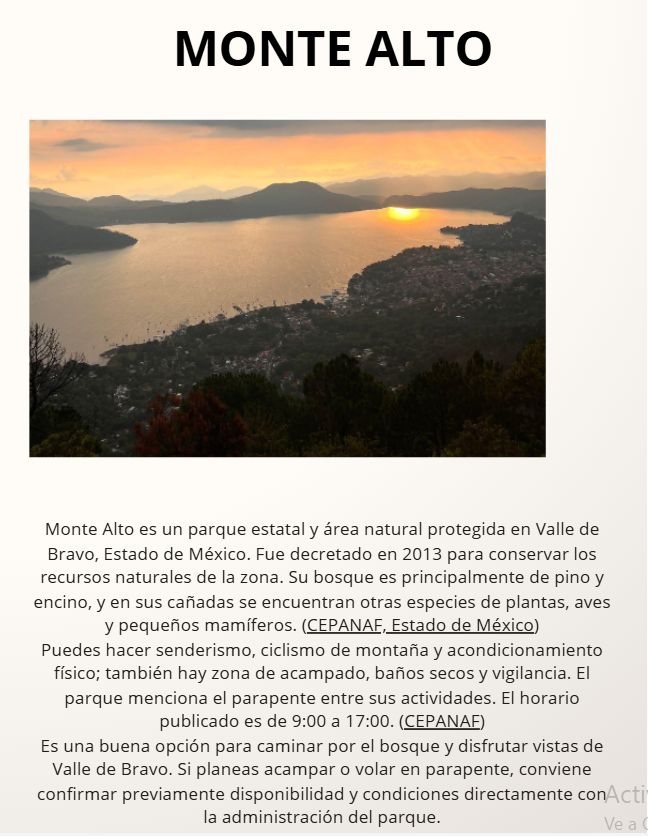 MONTE ALTO
Monte Alto es un parque estatal y área natural protegida en Valle de
Bravo, Estado de México. Fue decretado en 2013 para conservar los
recursos naturales de la zona. Su bosque es principalmente de pino y
encino, y en sus cañadas se encuentran otras especies de plantas, aves
y pequeños mamíferos. (CEPANAF, Estado de México)
Puedes hacer senderismo, ciclismo de montaña y acondicionamiento
físico; también hay zona de acampado, baños secos y vigilancia. El
parque menciona el parapente entre sus actividades. El horario
publicado es de 9:00 a 17:00. (CEPANAF)
Es una buena opción para caminar por el bosque y disfrutar vistas de
Valle de Bravo. Si planeas acampar o volar en parapente, conviene
confirmar previamente disponibilidad y condiciones directamente con
la administración del parque.
Ve a